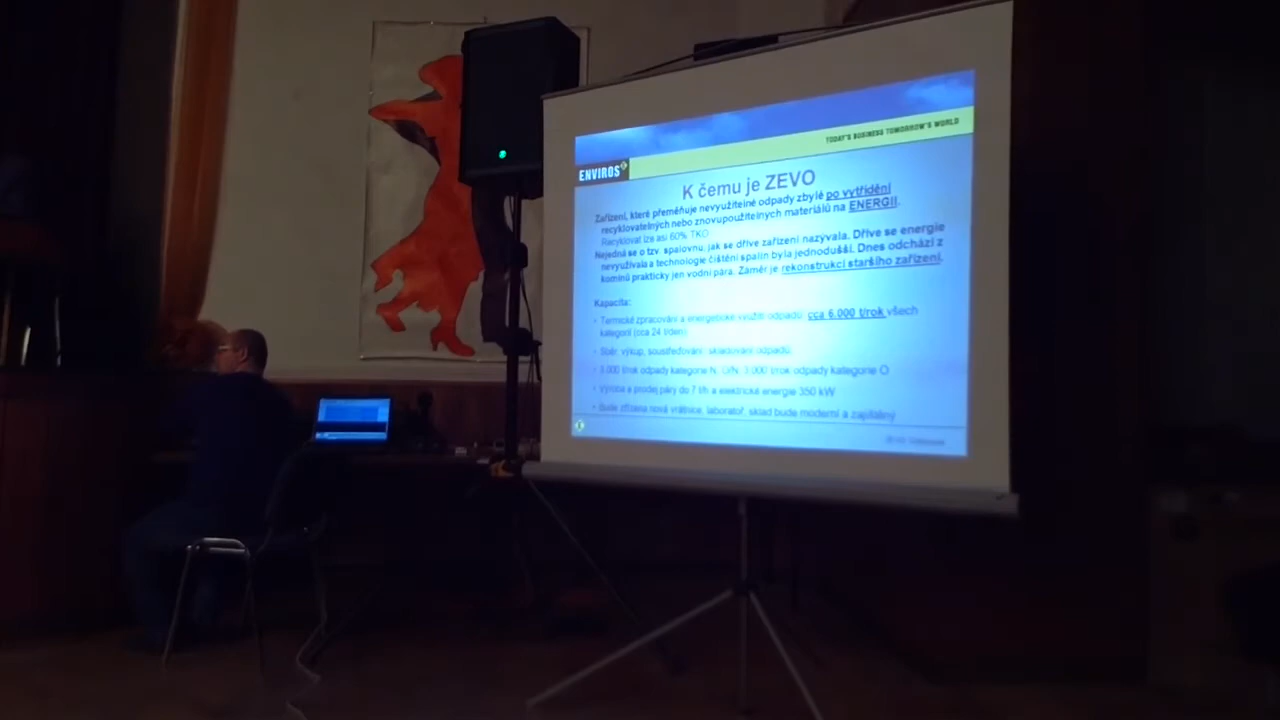 TODAY'S BUSINESS TOMORROW'S WORLD
ENVIROS
K čemu je ZEVO
Zařízení, které přeměňuje nevyužitelné odpady zbylé po vytřídění
recyklovatelných nebo znovupoužitelných materiálů na ENERGII.
Recyklovat lze asi 60% TKO
Nejedná se o tzv. spalovnu, jak se dříve zařízení nazývala. Dříve se energie
nevyužívala a technologie čištění spalin byla jednodušší. Dnes odchází z
komínů prakticky jen vodní pára. Záměr je rekonstrukcí staršího zařízení.
Kapacita:
• Termické zpracování a energetické využití odpadu cca 6.000 t/rok všech
kategorií (cca 24 t/den)
• Sběr, výkup, soustřeďování, skladování odpadu
• 3 000 t/rok odpady kategorie N, O/N, 3 000 t/rok odpady kategorie O
• Výroba a prodej páry do 7 t/h a elektrické energie 350 kW
• Bude zřízena nová vrátnice, laboratoř, sklad bude moderní a zajištěný